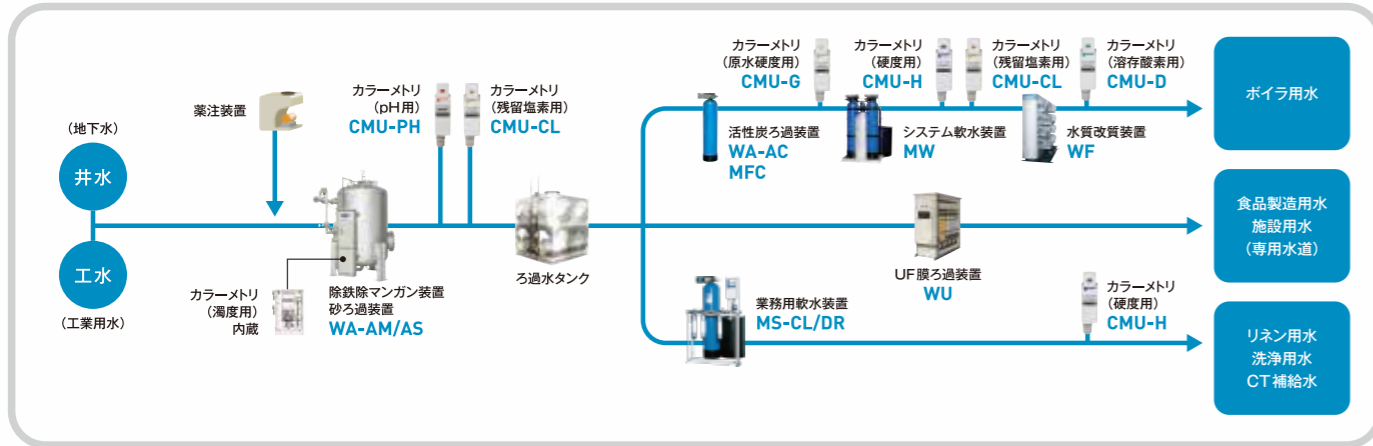 (地下水)
井水
工水
(工業用水)
薬注装置
カラーメトリ
(濁度用)
内蔵
除鉄除マンガン装置
砂ろ過装置
WA-AM/AS
カラーメトリ
(pH用)
CMU-PH
カラーメトリ
(残留塩素用)
CMU-CL
ろ過水タンク
カラーメトリ
(原水硬度用)
CMU-G
カラーメトリ
(硬度用)
CMU-H
カラーメトリ
(残留塩素用)
CMU-CL
カラーメトリ
(溶存酸素用)
CMU-D
活性炭ろ過装置
WA-AC
MFC
システム軟水装置
MW
水質改質装置
WF
ボイラ用水
UF膜ろ過装置
WU
食品製造用水
施設用水
(専用水道)
業務用軟水装置
MS-CL/DR
カラーメトリ
(硬度用)
CMU-H
リネン用水
洗浄用水
CT補給水